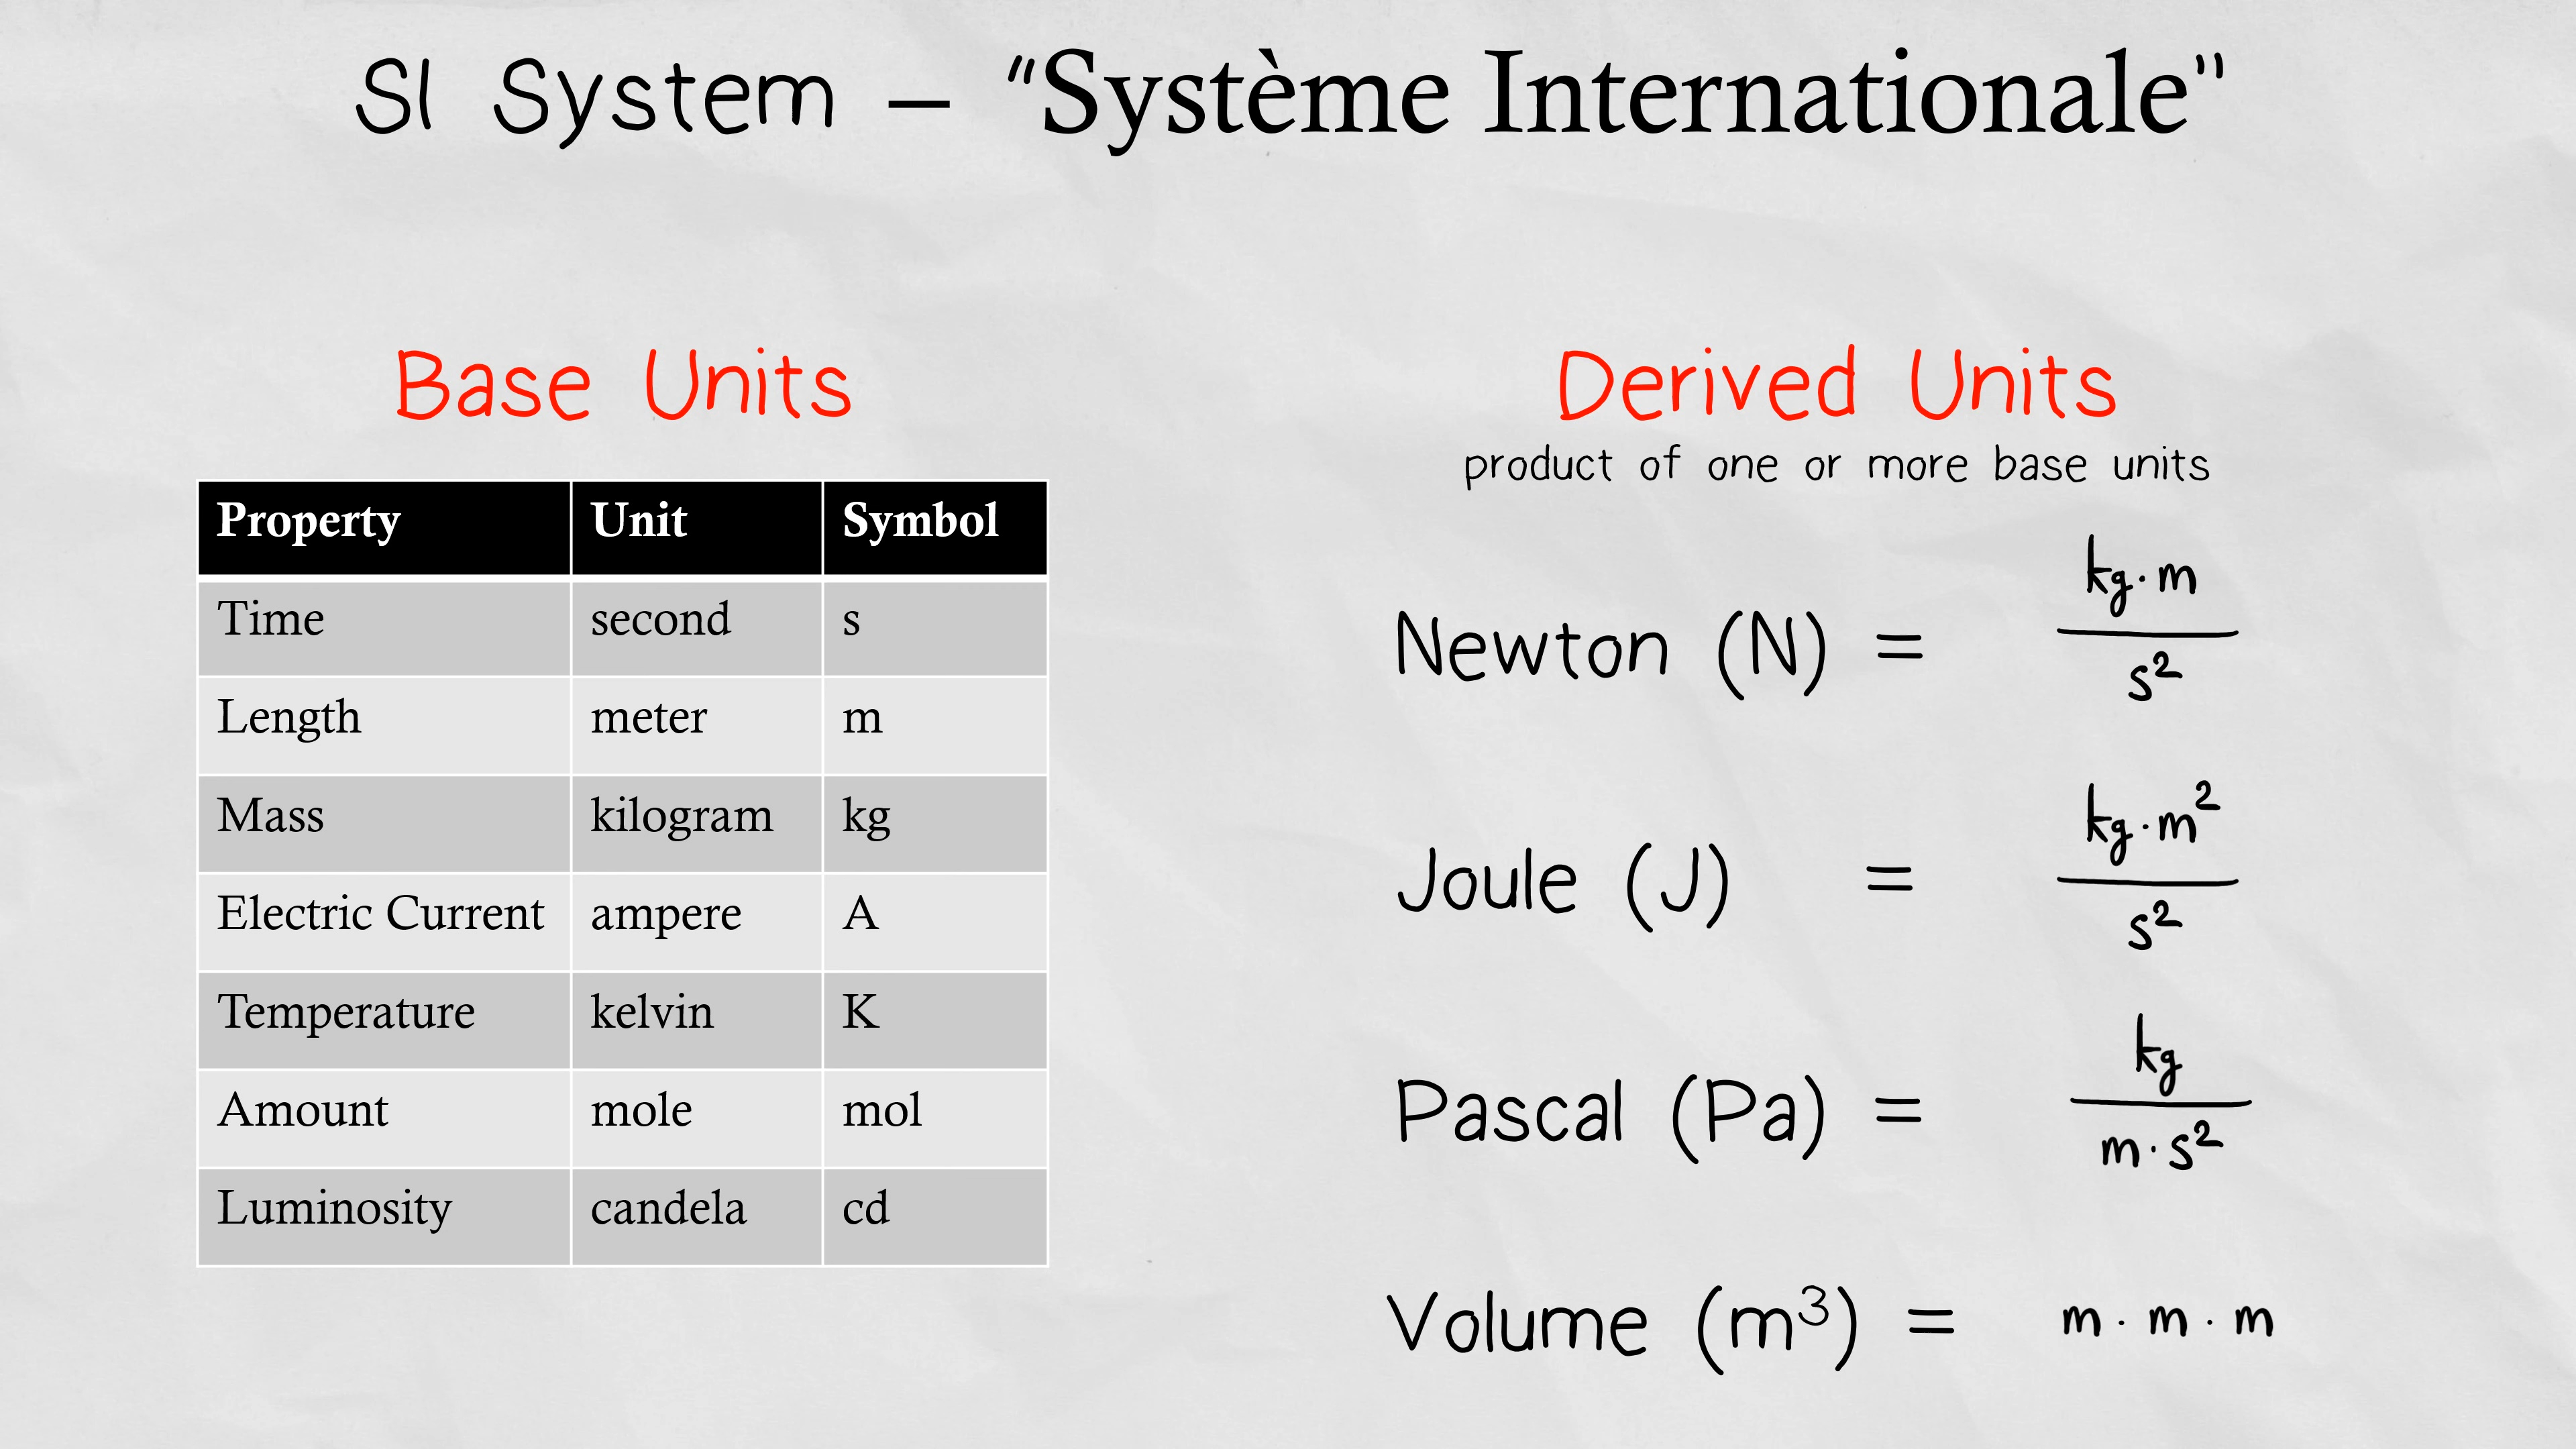 SI System – “Système Internationale"
Base Units
Property Unit Symbol
Time second s
Length meter m
Mass kilogram kg
Electric Current ampere A
Temperature kelvin K
Amount mole mol
Luminosity candela cd
Derived Units
product of one or more base units
Newton (N) = kg·m / s²
Joule (J) = kg·m² / s²
Pascal (Pa) = kg / m·s²
Volume (m³) = m · m · m